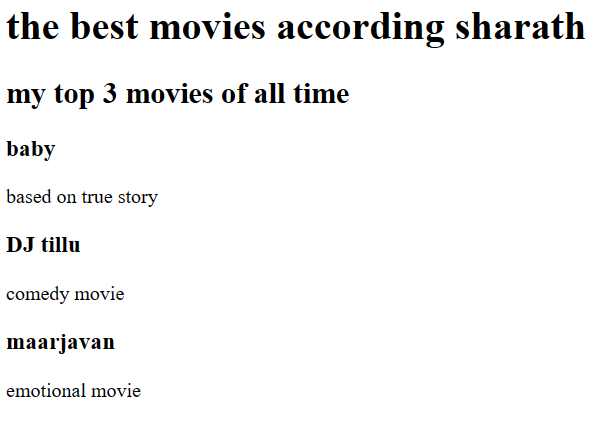 the best movies according sharath
my top 3 movies of all time
baby
based on true story
DJ tillu
comedy movie
maarjavan
emotional movie